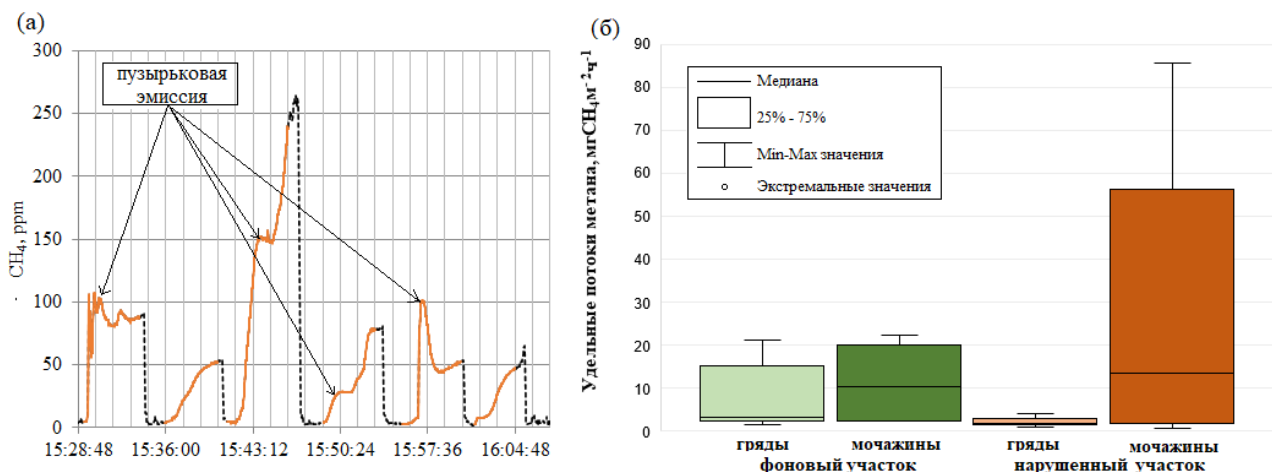 (а)
CH₄, ppm
300
250
200
150
100
50
0
пузырьковая
эмиссия
15:28:48 15:36:00 15:43:12 15:50:24 15:57:36 16:04:48
(б)
Удельные потоки метана, мгCH₄м⁻²ч⁻¹
90
80
70
60
50
40
30
20
10
0
Медиана
25% - 75%
Min-Max значения
Экстремальные значения
гряды мочажины гряды мочажины
фоновый участок нарушенный участок